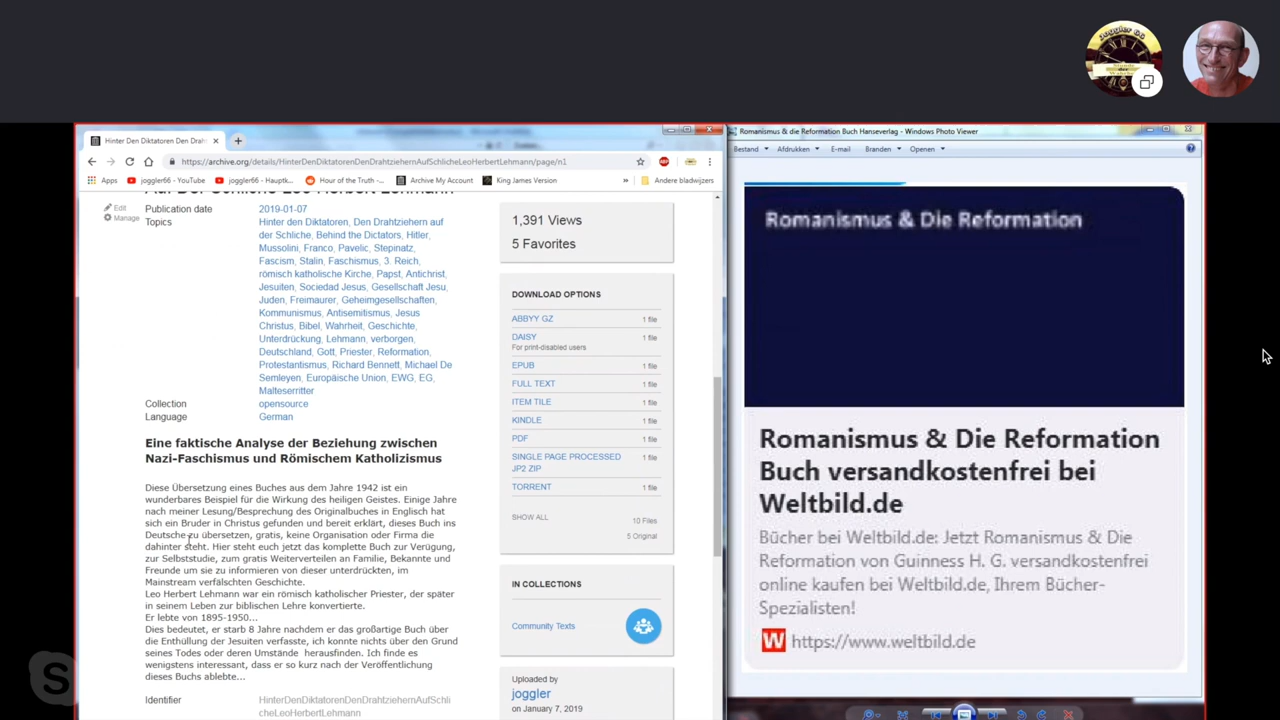 Joggler 66
Hinter Den Diktatoren Den Drah
https://archive.org/details/HinterDenDiktatorenDenDrahtziehernAufSchlicheLeoHerbertLehmann/page/n1
Apps
joggler66 - YouTube
joggler66 - Hauptk...
Hour of the Truth -...
Archive My Account
King James Version
»
Andere bladwijzers
Auf Der Schliche Leo Herbert Lehmann
Edit
Manage
Publication date 2019-01-07
Topics Hinter den Diktatoren, Den Drahtziehern auf
der Schliche, Behind the Dictators, Hitler,
Mussolini, Franco, Pavelic, Stepinatz,
Fascism, Stalin, Faschismus, 3. Reich,
römisch katholische Kirche, Papst, Antichrist,
Jesuiten, Sociedad Jesus, Gesellschaft Jesu,
Juden, Freimaurer, Geheimgesellschaften,
Kommunismus, Antisemitismus, Jesus
Christus, Bibel, Wahrheit, Geschichte,
Unterdrückung, Lehmann, verborgen,
Deutschland, Gott, Priester, Reformation,
Protestantismus, Richard Bennett, Michael De
Semleyen, Europäische Union, EWG, EG,
Malteserritter
Collection opensource
Language German
Eine faktische Analyse der Beziehung zwischen
Nazi-Faschismus und Römischem Katholizismus
Diese Übersetzung eines Buches aus dem Jahre 1942 ist ein
wunderbares Beispiel für die Wirkung des heiligen Geistes. Einige Jahre
nach meiner Lesung/Besprechung des Originalbuches in Englisch hat
sich ein Bruder in Christus gefunden und bereit erklärt, dieses Buch ins
Deutsche zu übersetzen, gratis, keine Organisation oder Firma die
dahinter steht. Hier steht euch jetzt das komplette Buch zur Verügung,
zur Selbststudie, zum gratis Weiterverteilen an Familie, Bekannte und
Freunde um sie zu informieren von dieser unterdrückten, im
Mainstream verfälschten Geschichte.
Leo Herbert Lehmann war ein römisch katholischer Priester, der später
in seinem Leben zur biblischen Lehre konvertierte.
Er lebte von 1895-1950...
Dies bedeutet, er starb 8 Jahre nachdem er das großartige Buch über
die Enthüllung der Jesuiten verfasste, ich konnte nichts über den Grund
seines Todes oder deren Umstände herausfinden. Ich finde es
wenigstens interessant, dass er so kurz nach der Veröffentlichung
dieses Buchs ablebte...
Identifier HinterDenDiktatorenDenDrahtziehernAufSchli
cheLeoHerbertLehmann
1,391 Views
5 Favorites
DOWNLOAD OPTIONS
ABBYY GZ 1 file
DAISY 1 file
For print-disabled users
EPUB 1 file
FULL TEXT 1 file
ITEM TILE 1 file
KINDLE 1 file
PDF 1 file
SINGLE PAGE PROCESSED 1 file
JP2 ZIP
TORRENT 1 file
SHOW ALL 10 Files
5 Original
IN COLLECTIONS
Community Texts
Uploaded by
joggler
on January 7, 2019
Romanismus & die Reformation Buch Hanseverlag - Windows Photo Viewer
Bestand Afdrukken E-mail Branden Openen
Romanismus & Die Reformation
Romanismus & Die Reformation
Buch versandkostenfrei bei
Weltbild.de
Bücher bei Weltbild.de: Jetzt Romanismus & Die
Reformation von Guinness H. G. versandkostenfrei
online kaufen bei Weltbild.de, Ihrem Bücher-
Spezialisten!
W https://www.weltbild.de